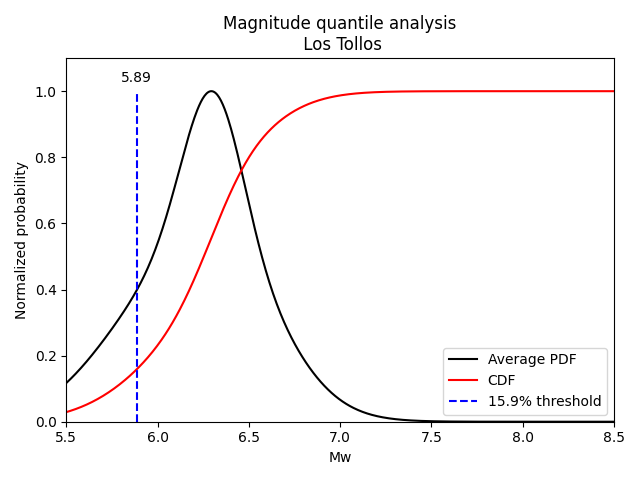 Magnitude quantile analysis
Los Tollos
5.89
Normalized probability
1.0
0.8
0.6
0.4
0.2
0.0
Average PDF
CDF
15.9% threshold
5.5 6.0 6.5 7.0 7.5 8.0 8.5
Mw